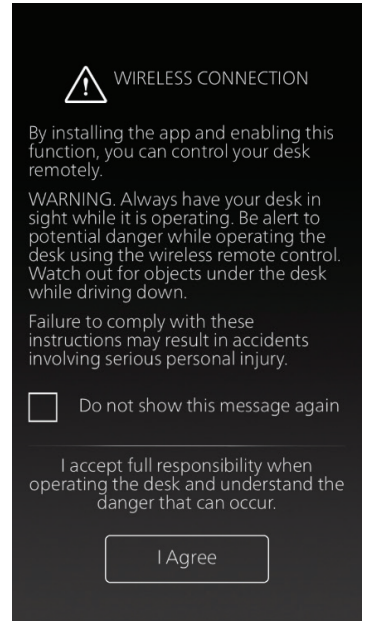 WIRELESS CONNECTION
By installing the app and enabling this
function, you can control your desk
remotely.
WARNING. Always have your desk in
sight while it is operating. Be alert to
potential danger while operating the
desk using the wireless remote control.
Watch out for objects under the desk
while driving down.
Failure to comply with these
instructions may result in accidents
involving serious personal injury.
Do not show this message again
I accept full responsibility when
operating the desk and understand the
danger that can occur.
I Agree